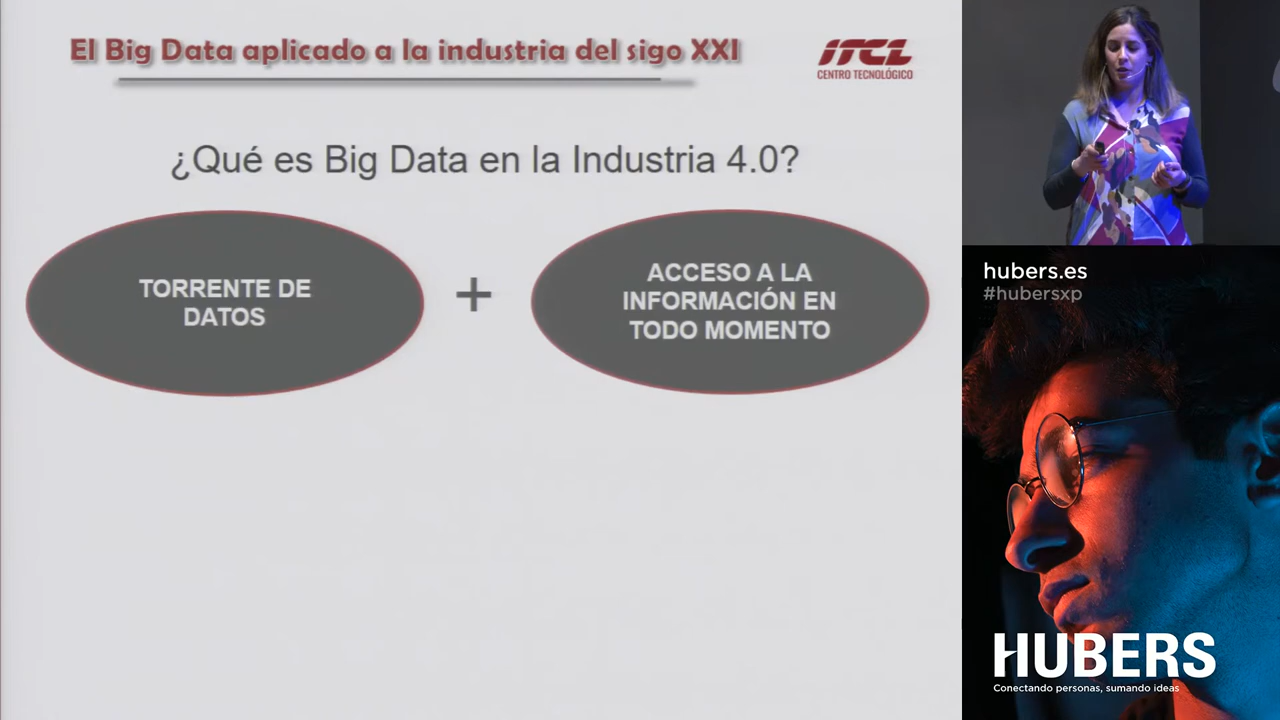 El Big Data aplicado a la industria del sigo XXI
ITCL
CENTRO TECNOLÓGICO
¿Qué es Big Data en la Industria 4.0?
TORRENTE DE
DATOS
+
ACCESO A LA
INFORMACIÓN EN
TODO MOMENTO
hubers.es
#hubersxp
HUBERS
Conectando personas, sumando ideas